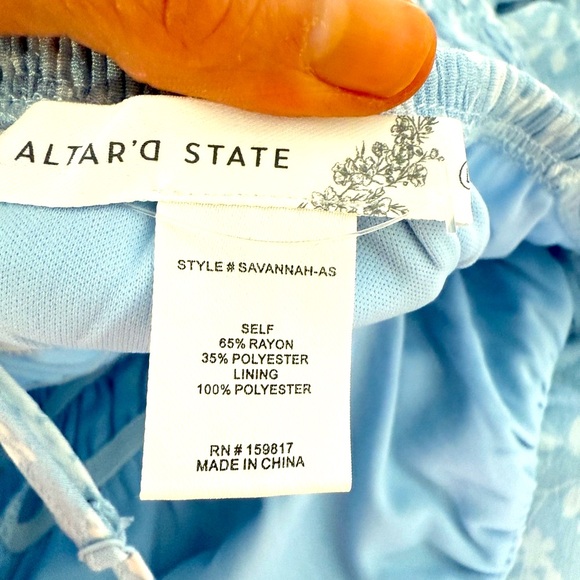 ALTAR'D STATE
STYLE # SAVANNAH-AS
SELF
65% RAYON
35% POLYESTER
LINING
100% POLYESTER
RN # 159817
MADE IN CHINA